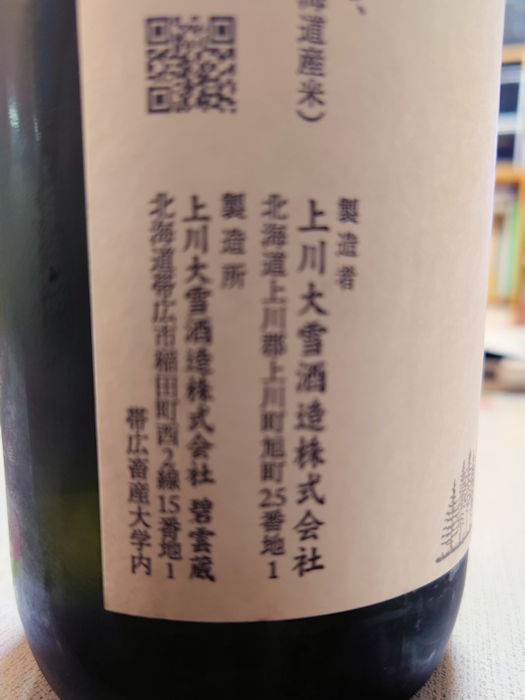 海道産米）
製造者
上川大雪酒造株式会社
北海道上川郡上川町旭町25番地1
製造所
上川大雪酒造株式会社 碧雲蔵
北海道帯広市稲田町西2線15番地1
帯広畜産大学内